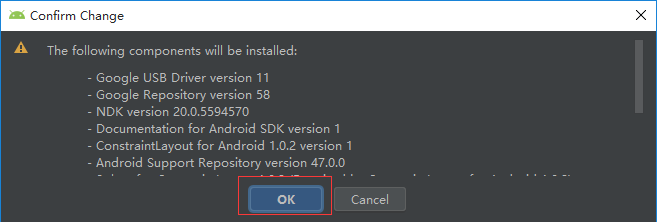 Confirm Change
The following components will be installed:
- Google USB Driver version 11
- Google Repository version 58
- NDK version 20.0.5594570
- Documentation for Android SDK version 1
- ConstraintLayout for Android 1.0.2 version 1
- Android Support Repository version 47.0.0
OK
Cancel